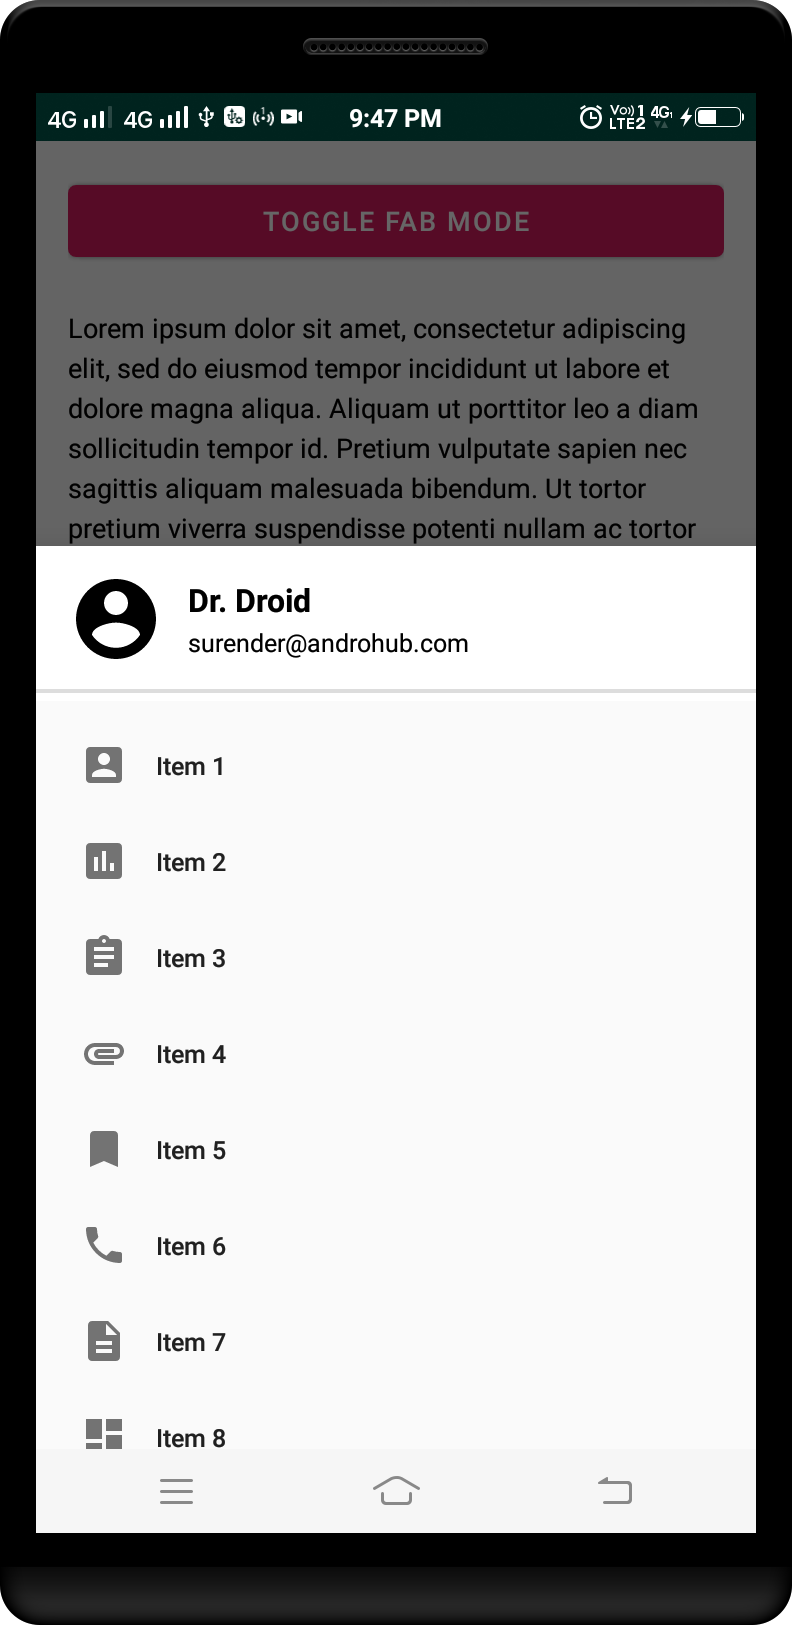 4G 4G 9:47 PM Vo)) 1 LTE2 4G
TOGGLE FAB MODE
Lorem ipsum dolor sit amet, consectetur adipiscing
elit, sed do eiusmod tempor incididunt ut labore et
dolore magna aliqua. Aliquam ut porttitor leo a diam
sollicitudin tempor id. Pretium vulputate sapien nec
sagittis aliquam malesuada bibendum. Ut tortor
pretium viverra suspendisse potenti nullam ac tortor
Dr. Droid
surender@androhub.com
Item 1
Item 2
Item 3
Item 4
Item 5
Item 6
Item 7
Item 8